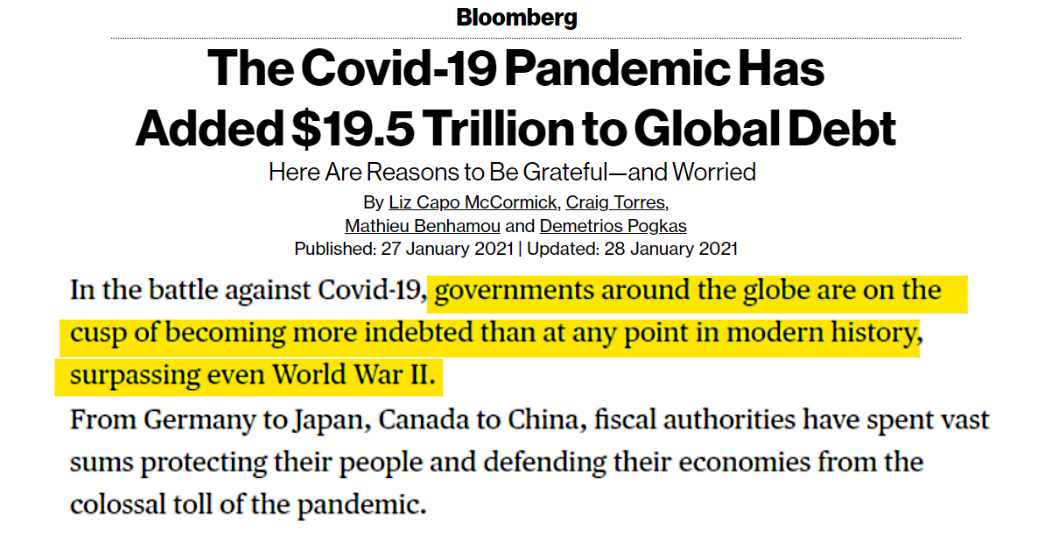 Bloomberg
The Covid-19 Pandemic Has
Added $19.5 Trillion to Global Debt
Here Are Reasons to Be Grateful—and Worried
By Liz Capo McCormick, Craig Torres,
Mathieu Benhamou and Demetrios Pogkas
Published: 27 January 2021 | Updated: 28 January 2021
In the battle against Covid-19, governments around the globe are on the
cusp of becoming more indebted than at any point in modern history,
surpassing even World War II.
From Germany to Japan, Canada to China, fiscal authorities have spent vast
sums protecting their people and defending their economies from the
colossal toll of the pandemic.